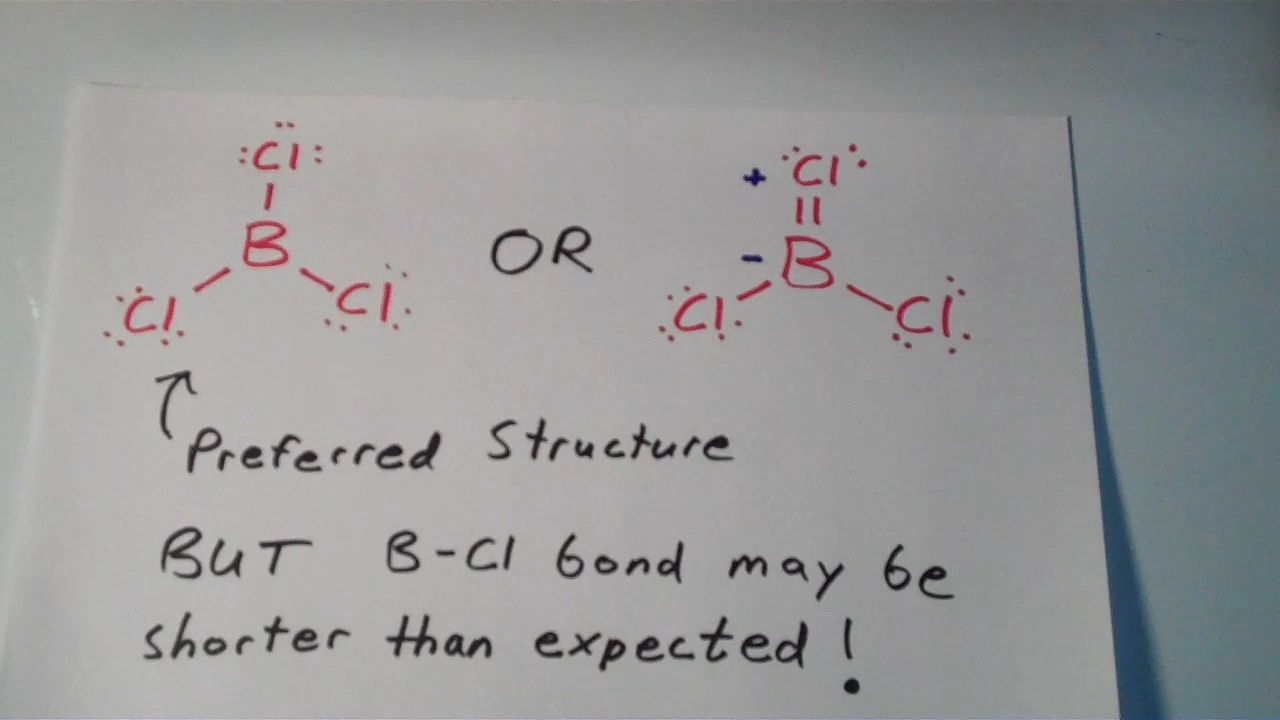 :Cl: + Cl
B OR - B
Cl Cl Cl Cl
Preferred Structure
BUT B-Cl bond may be
shorter than expected!